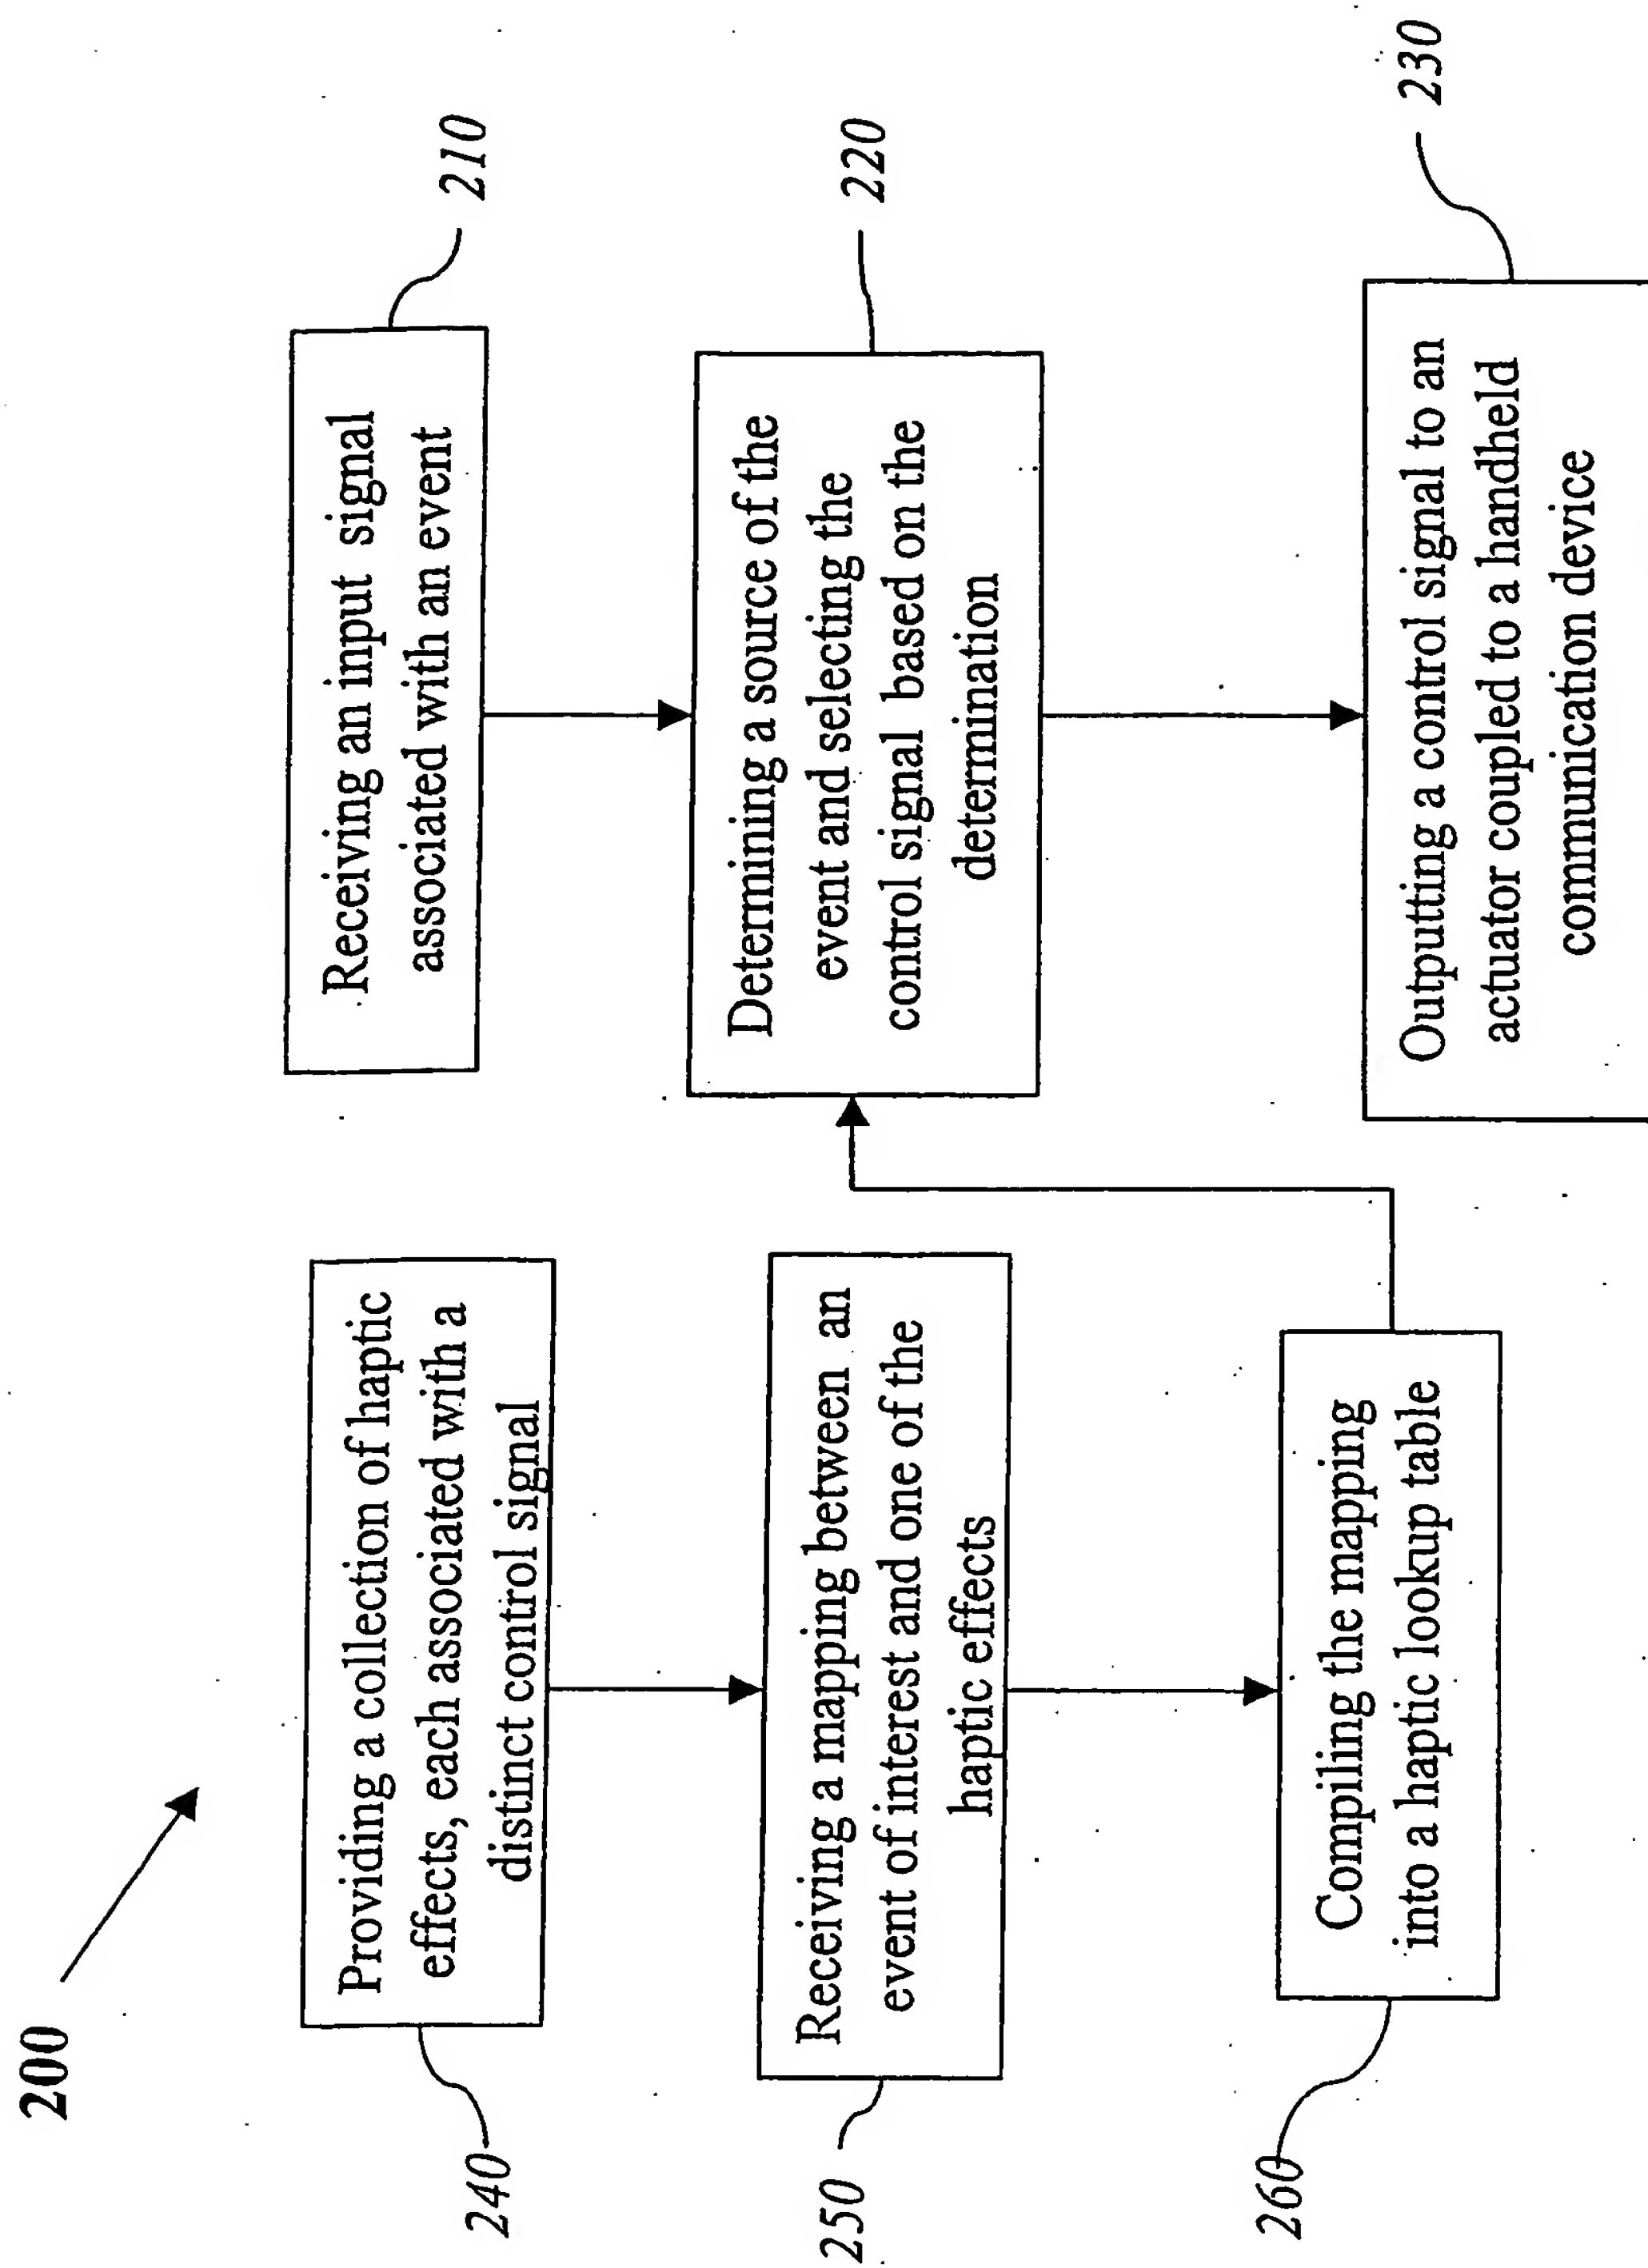 200
240
Providing a collection of haptic
effects, each associated with a
distinct control signal
250
Receiving a mapping between an
event of interest and one of the
haptic effects
260
Compiling the mapping
into a haptic lookup table
Receiving an input signal
associated with an event
210
Determining a source of the
event and selecting the
control signal based on the
determination
220
Outputting a control signal to an
actuator coupled to a handheld
communication device
230